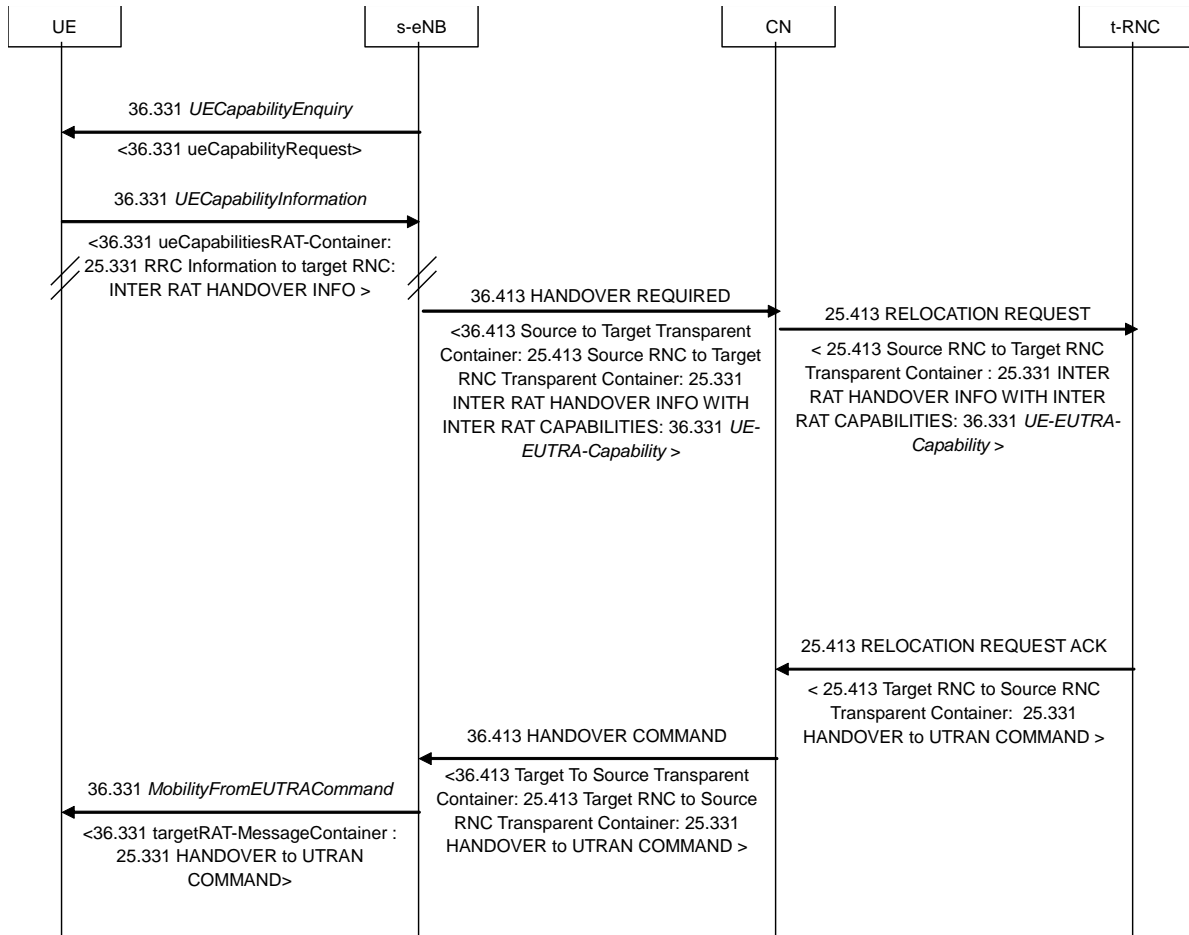 UE
s-eNB
CN
t-RNC
36.331 UECapabilityEnquiry
<36.331 ueCapabilityRequest>
36.331 UECapabilityInformation
<36.331 ueCapabilitiesRAT-Container:
25.331 RRC Information to target RNC:
INTER RAT HANDOVER INFO >
36.413 HANDOVER REQUIRED
<36.413 Source to Target Transparent
Container: 25.413 Source RNC to Target
RNC Transparent Container: 25.331
INTER RAT HANDOVER INFO WITH
INTER RAT CAPABILITIES: 36.331 UE-
EUTRA-Capability >
25.413 RELOCATION REQUEST
< 25.413 Source RNC to Target RNC
Transparent Container : 25.331 INTER
RAT HANDOVER INFO WITH INTER
RAT CAPABILITIES: 36.331 UE-EUTRA-
Capability >
25.413 RELOCATION REQUEST ACK
< 25.413 Target RNC to Source RNC
Transparent Container:  25.331
HANDOVER to UTRAN COMMAND >
36.413 HANDOVER COMMAND
<36.413 Target To Source Transparent
Container: 25.413 Target RNC to Source
RNC Transparent Container: 25.331
HANDOVER to UTRAN COMMAND >
36.331 MobilityFromEUTRACommand
<36.331 targetRAT-MessageContainer :
25.331 HANDOVER to UTRAN
COMMAND>